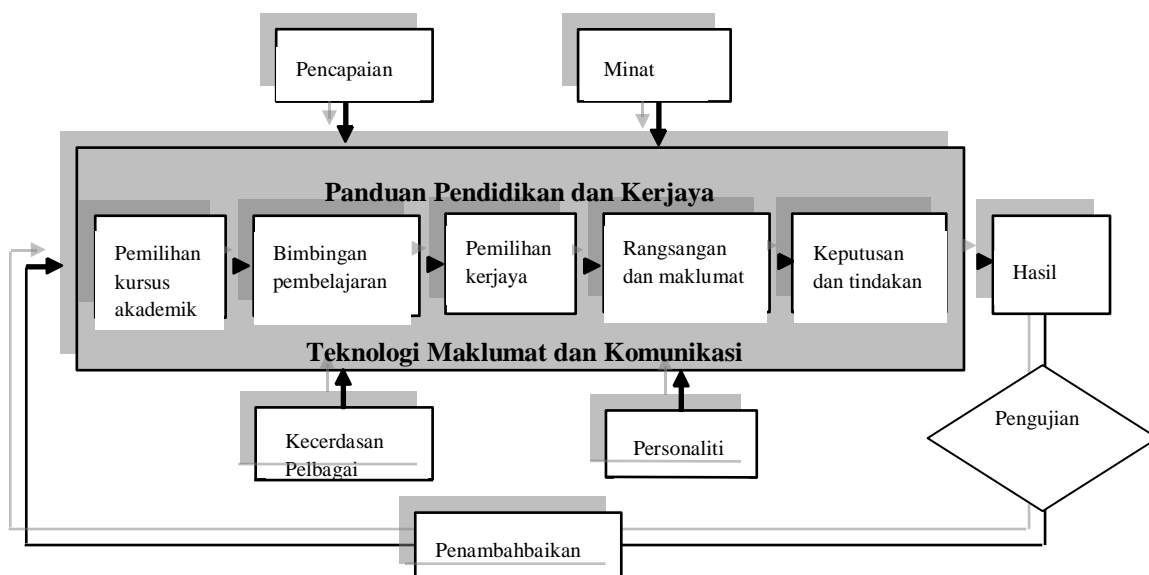 Pencapaian
Minat
Panduan Pendidikan dan Kerjaya
Pemilihan
kursus
akademik
Bimbingan
pembelajaran
Pemilihan
kerjaya
Rangsangan
dan maklumat
Keputusan
dan tindakan
Hasil
Teknologi Maklumat dan Komunikasi
Kecerdasan
Pelbagai
Personaliti
Pengujian
Penambahbaikan